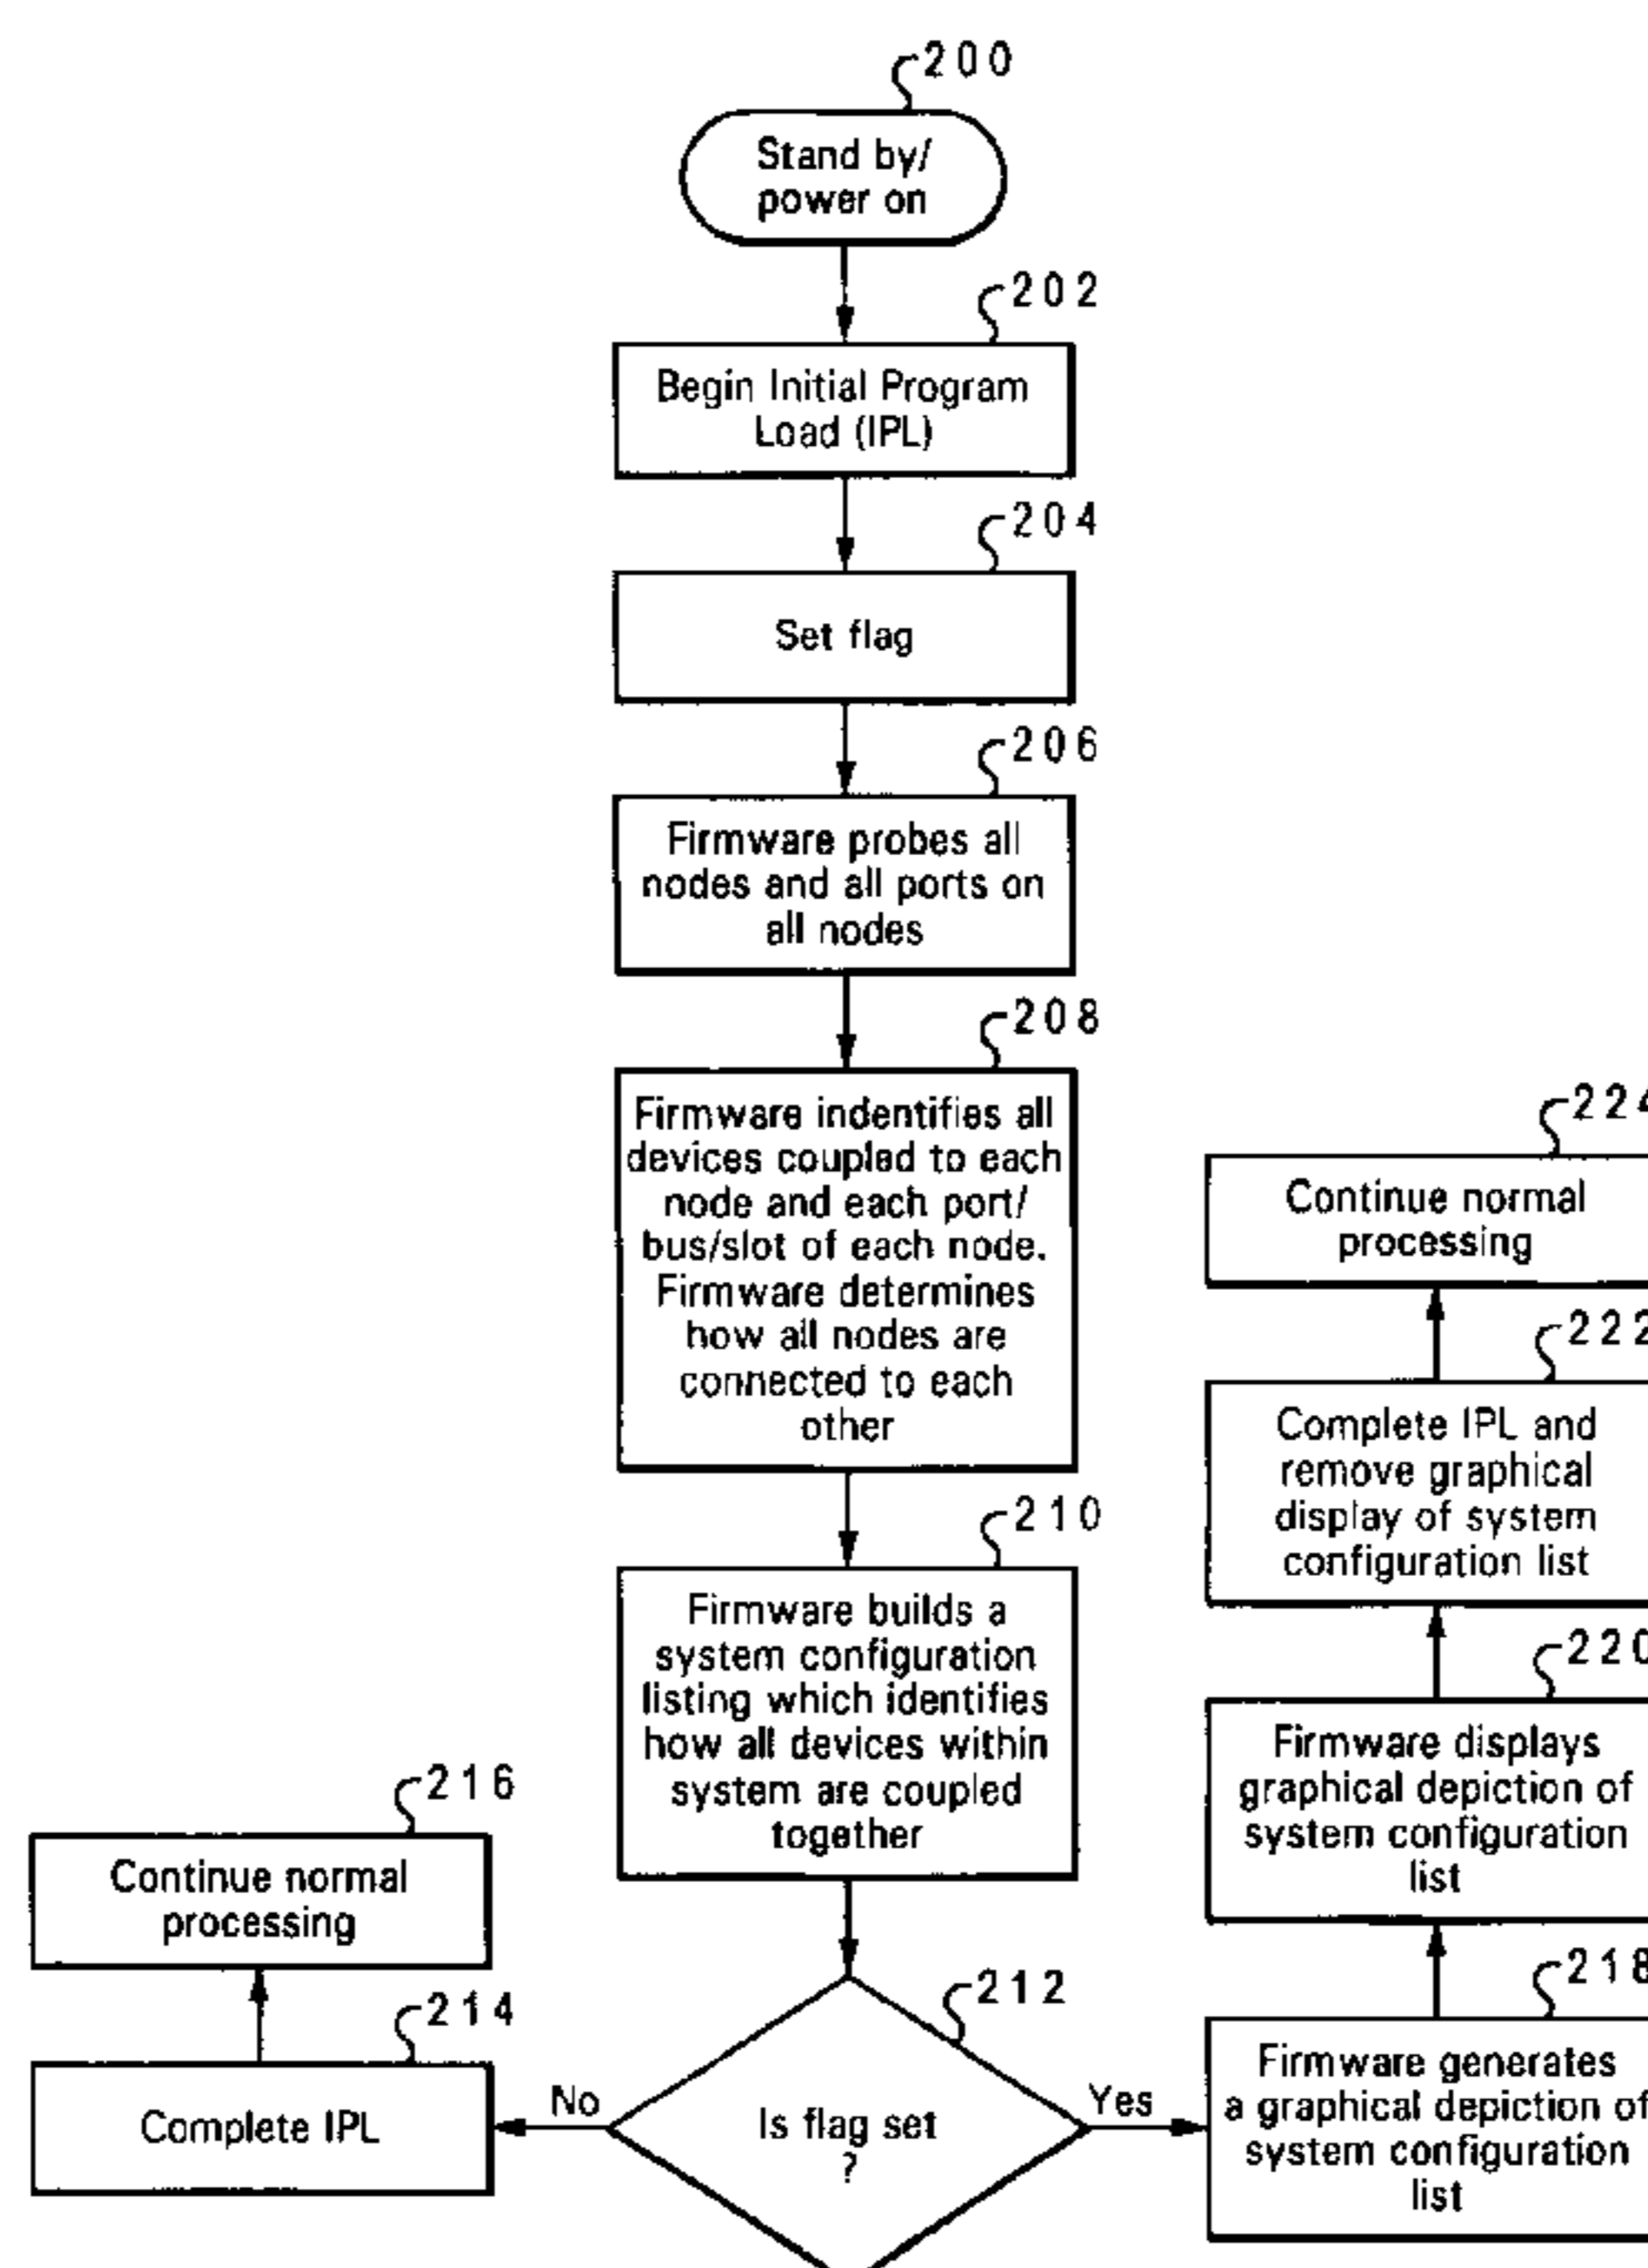 200
Stand by/
power on
202
Begin Initial Program
Load (IPL)
204
Set flag
206
Firmware probes all
nodes and all ports on
all nodes
208
Firmware indentifies all
devices coupled to each
node and each port/
bus/slot of each node.
Firmware determines
how all nodes are
connected to each
other
210
Firmware builds a
system configuration
listing which identifies
how all devices within
system are coupled
together
212
Is flag set
?
No
214
Complete IPL
216
Continue normal
processing
Yes
218
Firmware generates
a graphical depiction of
system configuration
list
220
Firmware displays
graphical depiction of
system configuration
list
222
Complete IPL and
remove graphical
display of system
configuration list
224
Continue normal
processing